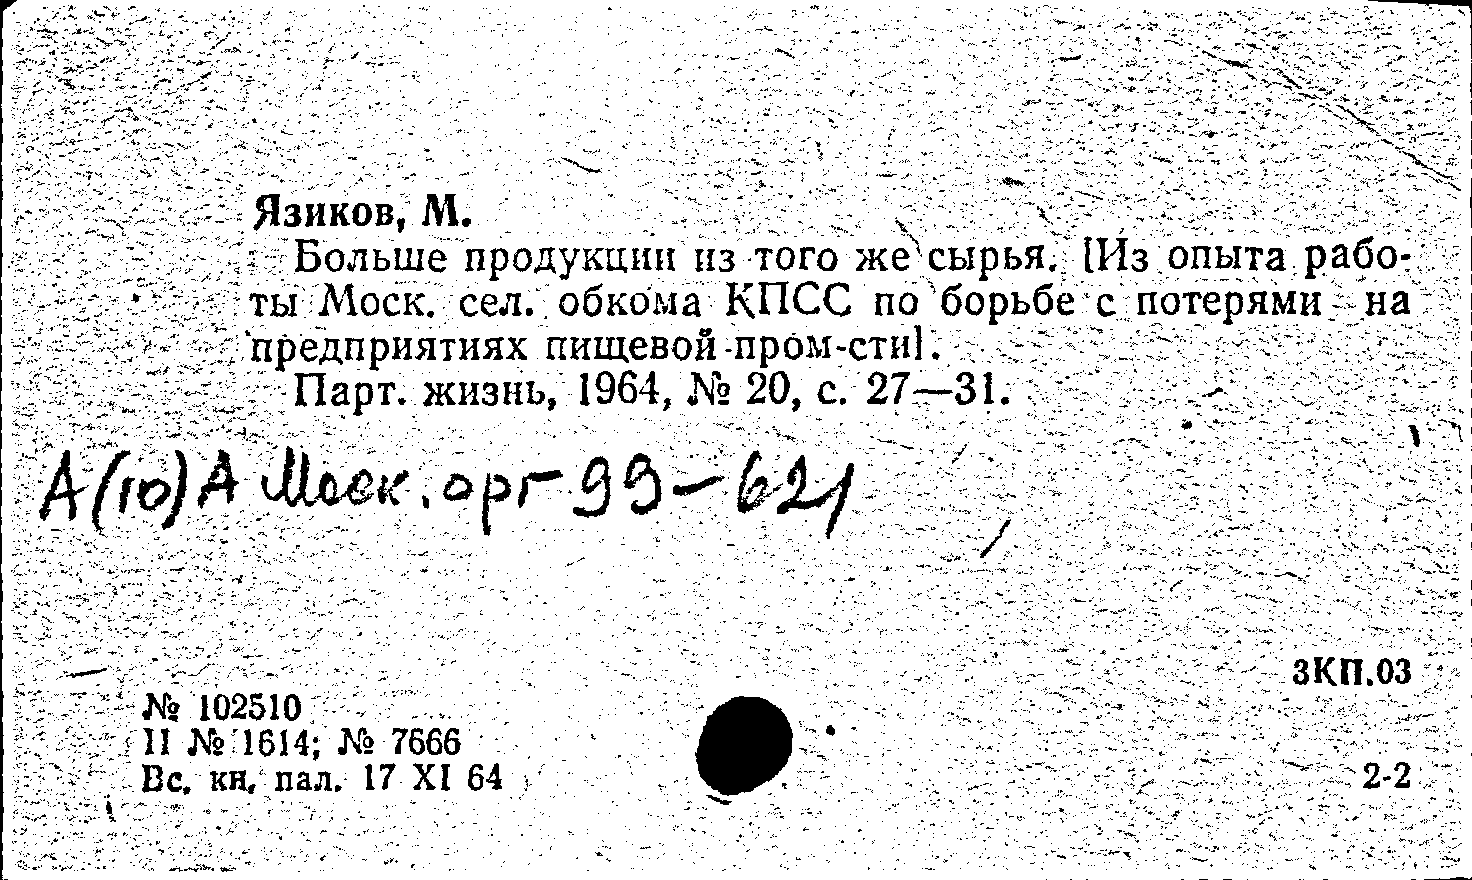 Язиков, М.
Больше продукции из того же сырья. [Из опыта рабо-
ты Моск. сел. обкома КПСС по борьбе с потерями на
предприятиях пищевой пром-сти].
Парт. жизнь, 1964, № 20, с. 27—31.
А(10)А Моск. орг 99-621
3КП.03
№ 102510
II № 1614; № 7666
Вс. кн. пал. 17 XI 64
2-2